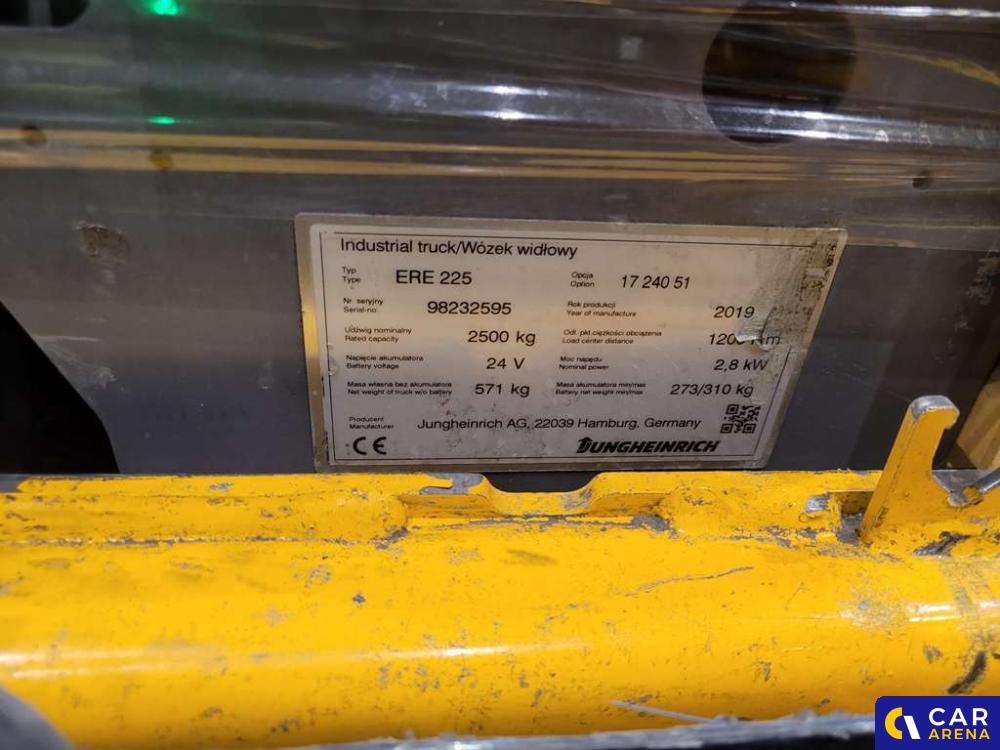 Industrial truck/Wózek widłowy
Typ ERE 225 Opcja 17 240 51
Type Option
Nr. seryjny 98232595 Rok produkcji 2019
Serial-no. Year of manufacture
Udźwig nominalny 2500 kg Odl. pkt.ciężkości obciążenia
Rated capacity Load center distance
Napięcie akumulatora 24 V Moc napędu 2,8 kW
Battery voltage Nominal power
Masa własna bez akumulatora 571 kg Masa akumulatora min/max 273/310 kg
Net weight of truck w/o battery Battery net weight min/max
Producent Jungheinrich AG, 22039 Hamburg, Germany
Manufacturer
CE JUNGHEINRICH
CAR
ARENA